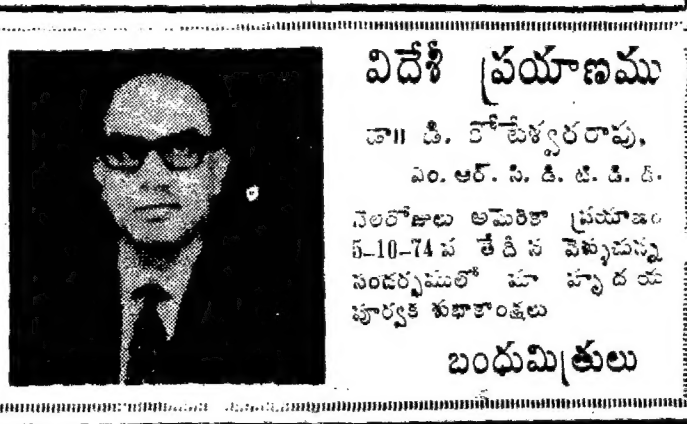 విదేశీ ప్రయాణము
డా॥ డి. కోటేశ్వరరావు,
ఎం. ఆర్. సి. డి. టి. డి. డి.
నెలరోజులు అమెరికా ప్రయాణం
5-10-74 వ తేదీన వెళ్ళుచున్న
సందర్భములో మా హృదయ
పూర్వక శుభాకాంక్షలు
బంధుమిత్రులు